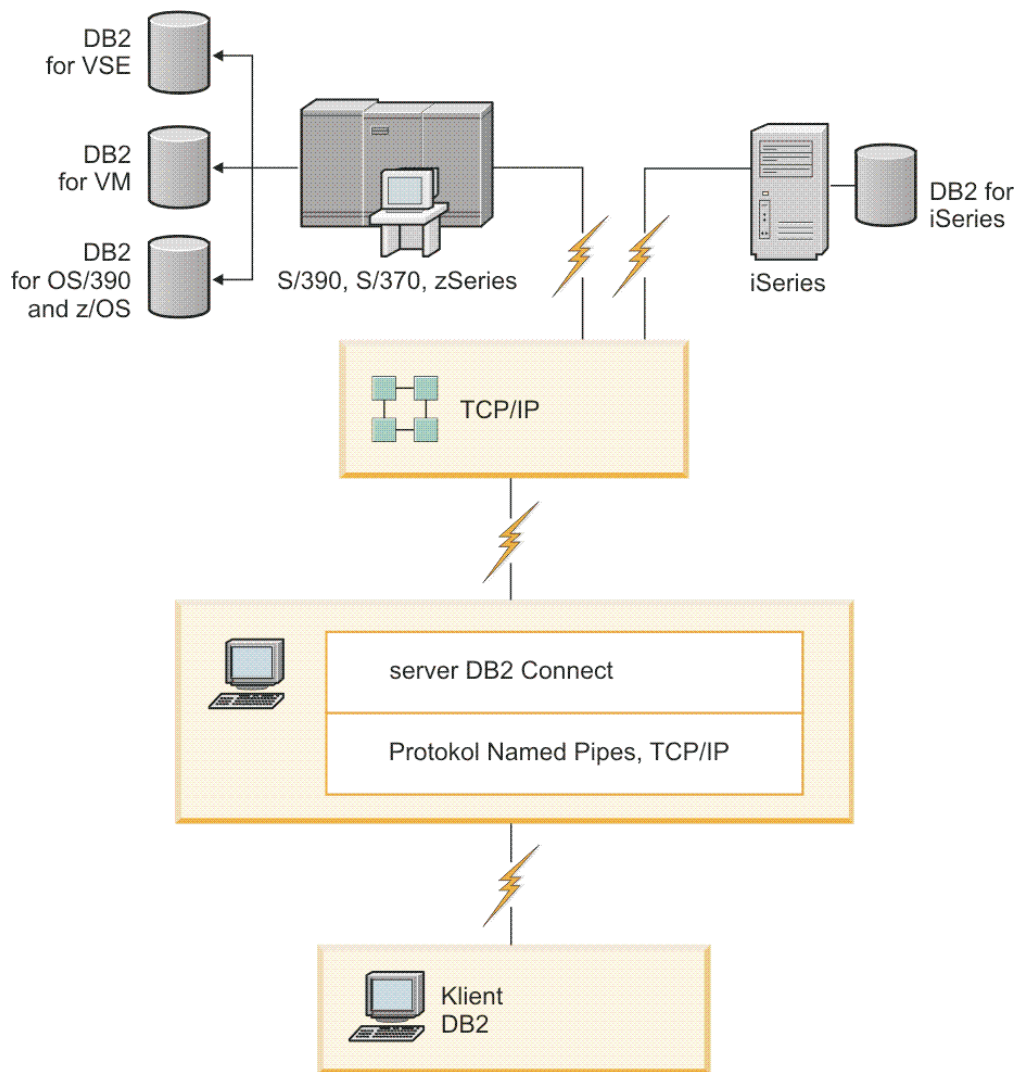 DB2
for VSE
DB2
for VM
DB2
for OS/390
and z/OS
S/390, S/370, zSeries
iSeries
DB2 for
iSeries
TCP/IP
server DB2 Connect
Protokol Named Pipes, TCP/IP
Klient
DB2